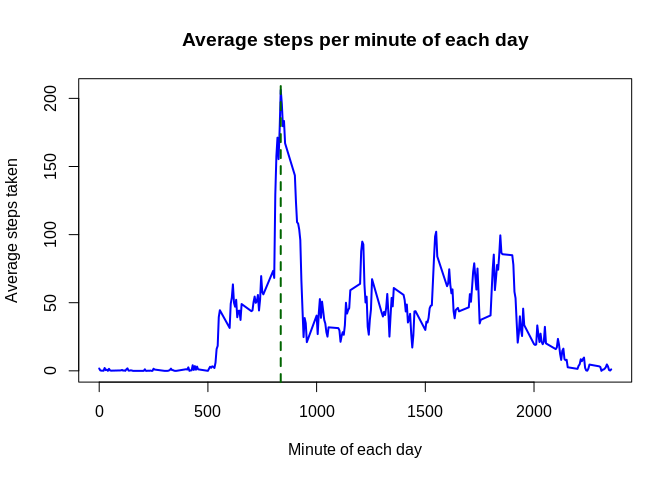 Average steps per minute of each day
Average steps taken
200
150
100
50
0
0 500 1000 1500 2000
Minute of each day